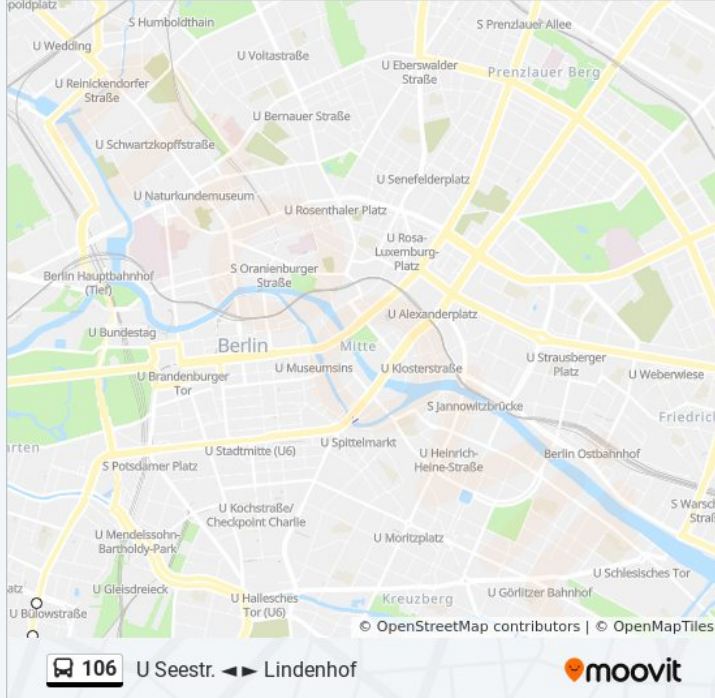 poldplatz
S Humboldthain
S Prenzlauer Allee
U Wedding
U Voltastraße
U Eberswalder
Straße
Prenzlauer Berg
U Reinickendorfer
Straße
U Bernauer Straße
U Schwartzkopffstraße
U Senefelderplatz
U Naturkundemuseum
U Rosenthaler Platz
U Rosa-
Luxemburg-
Platz
Berlin Hauptbahnhof
(Tief)
S Oranienburger
Straße
U Alexanderplatz
U Bundestag
Berlin
Mitte
U Strausberger
Platz
U Museumsins
U Klosterstraße
U Weberwiese
U Brandenburger
Tor
S Jannowitzbrücke
Friedric
arten
U Stadtmitte (U6)
U Spittelmarkt
U Heinrich-
Heine-Straße
Berlin Ostbahnhof
S Potsdamer Platz
S Warsc
Straß
U Kochstraße/
Checkpoint Charlie
U Mendelssohn-
Bartholdy-Park
U Moritzplatz
U Schlesisches Tor
atz
U Gleisdreieck
U Hallesches
Tor (U6)
Kreuzberg
U Görlitzer Bahnhof
U Bülowstraße
© OpenStreetMap contributors | © OpenMapTiles
106 U Seestr. ◄ ► Lindenhof
moovit